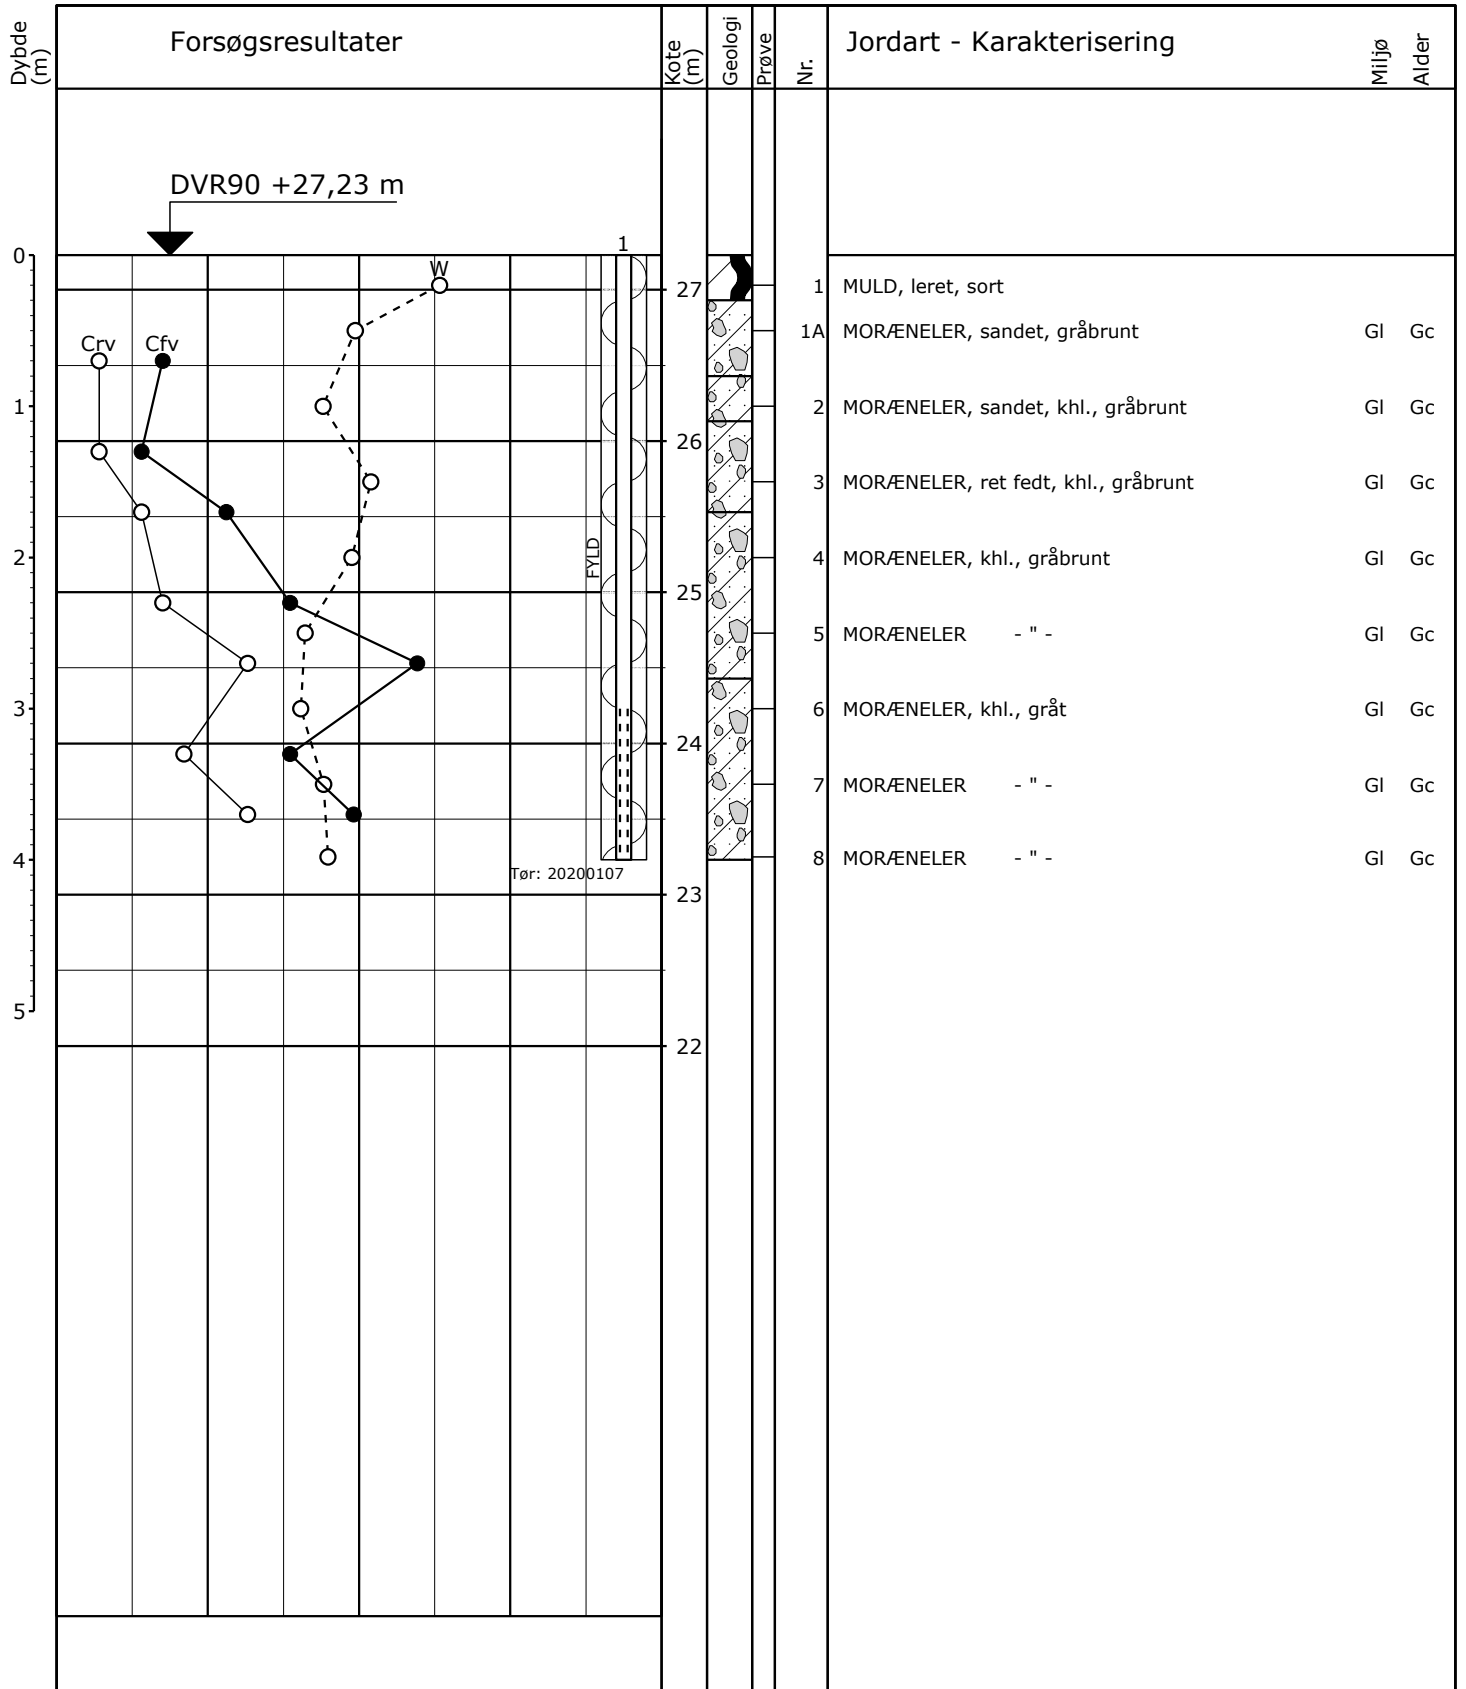 Dybde (m)
Forsøgsresultater
Kote (m)
Geologi
Prøve
Nr.
Jordart - Karakterisering
Miljø
Alder
DVR90 +27,23 m
0
1
W
27
1 MULD, leret, sort
1A MORÆNELER, sandet, gråbrunt Gl Gc
Crv Cfv
1
2 MORÆNELER, sandet, khl., gråbrunt Gl Gc
26
3 MORÆNELER, ret fedt, khl., gråbrunt Gl Gc
FYLD
2
4 MORÆNELER, khl., gråbrunt Gl Gc
25
5 MORÆNELER - " - Gl Gc
3
6 MORÆNELER, khl., gråt Gl Gc
24
7 MORÆNELER - " - Gl Gc
4
8 MORÆNELER - " - Gl Gc
Tør: 20200107
23
5
22